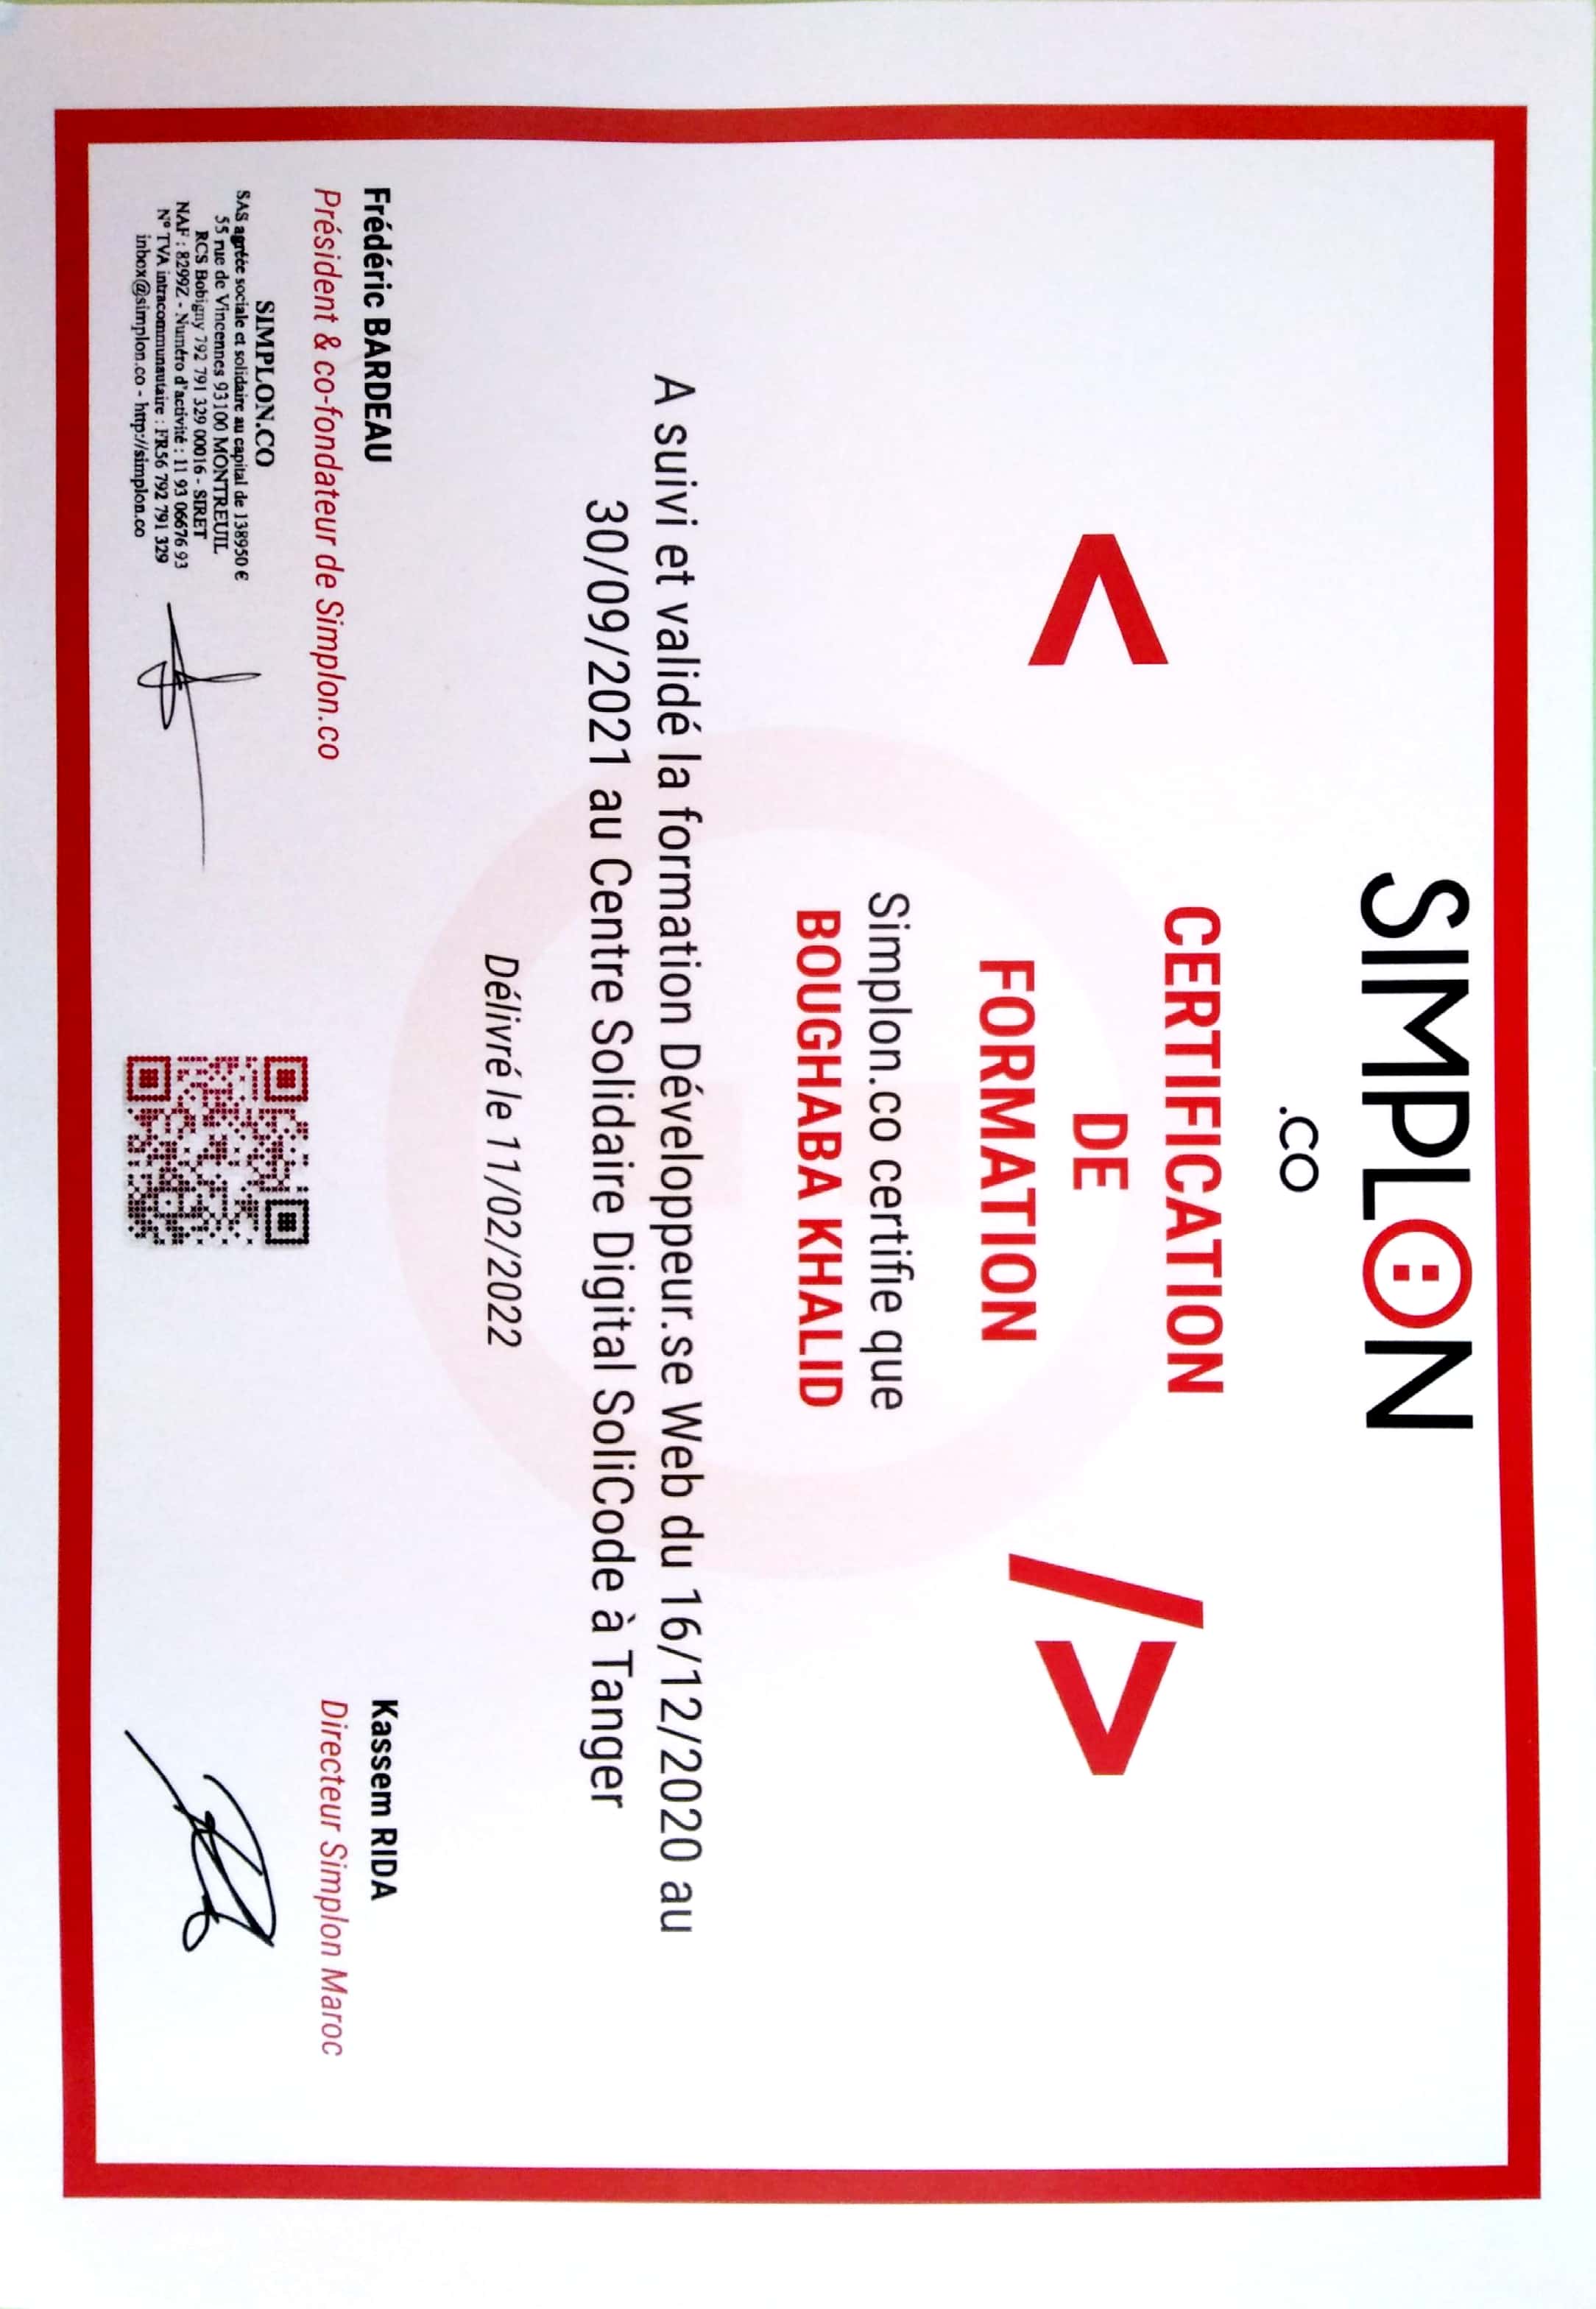 SIMPLON
.CO
CERTIFICATION
<
DE
/>
FORMATION
Simplon.co certifie que
BOUGHABA KHALID
A suivi et validé la formation Développeur.se Web du 16/12/2020 au
30/09/2021 au Centre Solidaire Digital SoliCode à Tanger
Délivré le 11/02/2022
Frédéric BARDEAU
Président & co-fondateur de Simplon.co
SIMPLON.CO
SAS agréée sociale et solidaire au capital de 138950 €
55 rue de Vincennes 93100 MONTREUIL
RCS Bobigny 792 791 329 00016 - SIRET
NAF : 8299Z - Numéro d'activité : 11 93 06676 93
N° TVA intracommunautaire : FR56 792 791 329
inbox@simplon.co - http://simplon.co
Kassem RIDA
Directeur Simplon Maroc